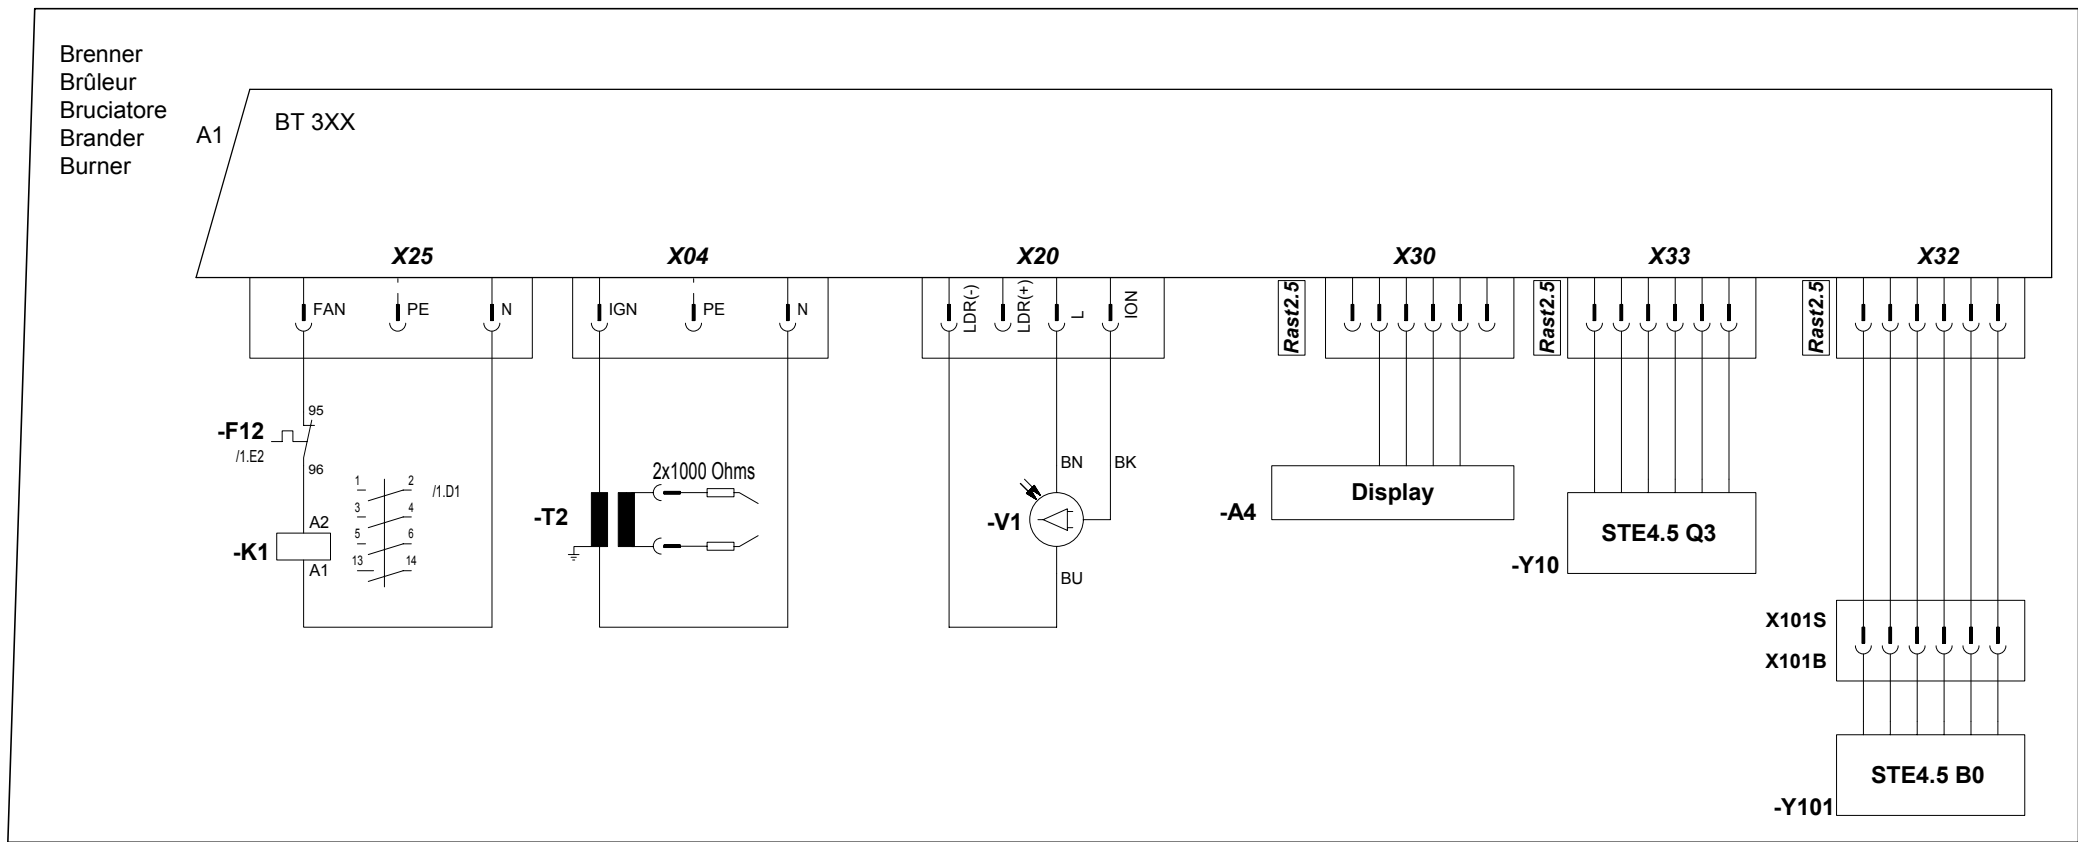 Brenner
Brûleur
Bruciatore
Brander
Burner
A1
BT 3XX
X25 X04 X20 X30 X33 X32
FAN PE N
IGN PE N
LDR(-) LDR(+) L ION
Rast2.5
Rast2.5
Rast2.5
-F12
/1.E2
95
96
1 2 /1.D1
3 4
5 6
13 14
A2
-K1
A1
2x1000 Ohms
-T2
BN BK
-V1
BU
Display
-A4
STE4.5 Q3
-Y10
X101S
X101B
STE4.5 B0
-Y101